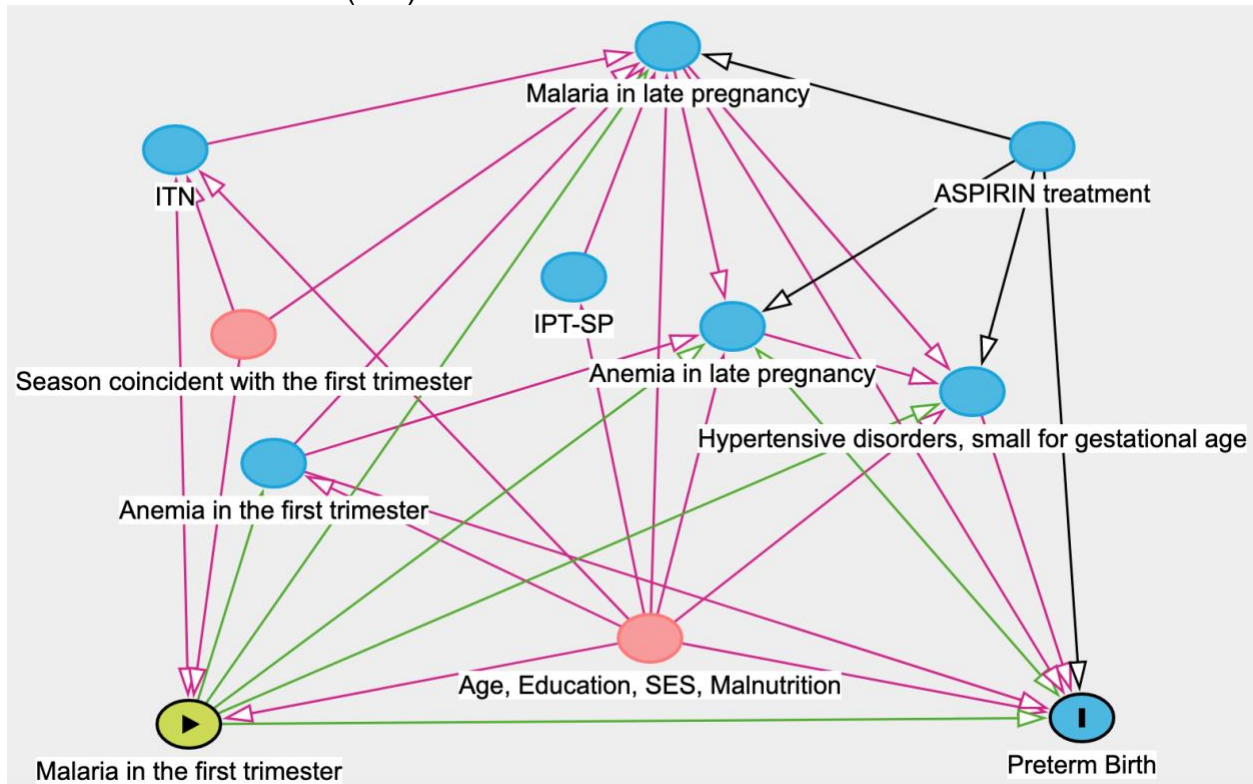 Malaria in late pregnancy
ITN
ASPIRIN treatment
IPT-SP
Season coincident with the first trimester
Anemia in late pregnancy
Hypertensive disorders, small for gestational age
Anemia in the first trimester
Age, Education, SES, Malnutrition
Malaria in the first trimester
Preterm Birth